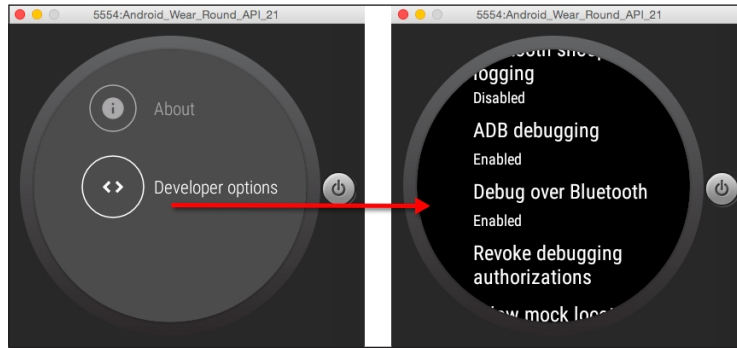 5554:Android_Wear_Round_API_21
About
Developer options
5554:Android_Wear_Round_API_21
logging
Disabled
ADB debugging
Enabled
Debug over Bluetooth
Enabled
Revoke debugging
authorizations
mock